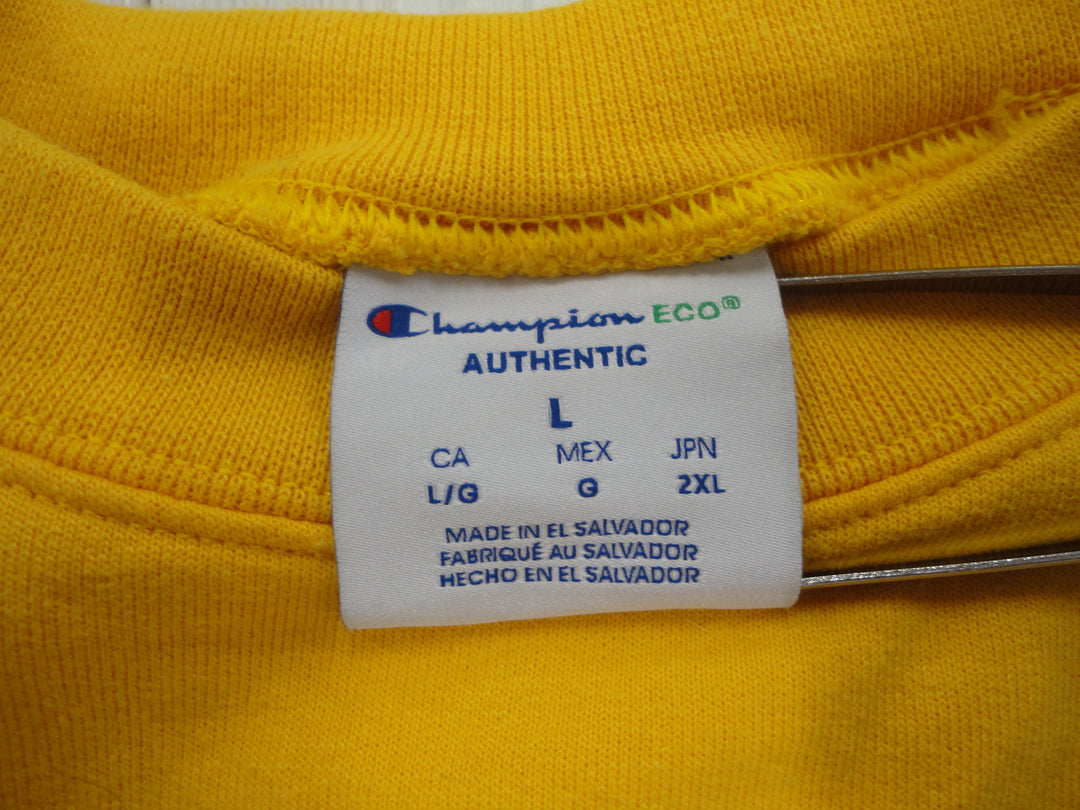 Champion ECO®
AUTHENTIC
L
CA MEX JPN
L/G G 2XL
MADE IN EL SALVADOR
FABRIQUÉ AU SALVADOR
HECHO EN EL SALVADOR